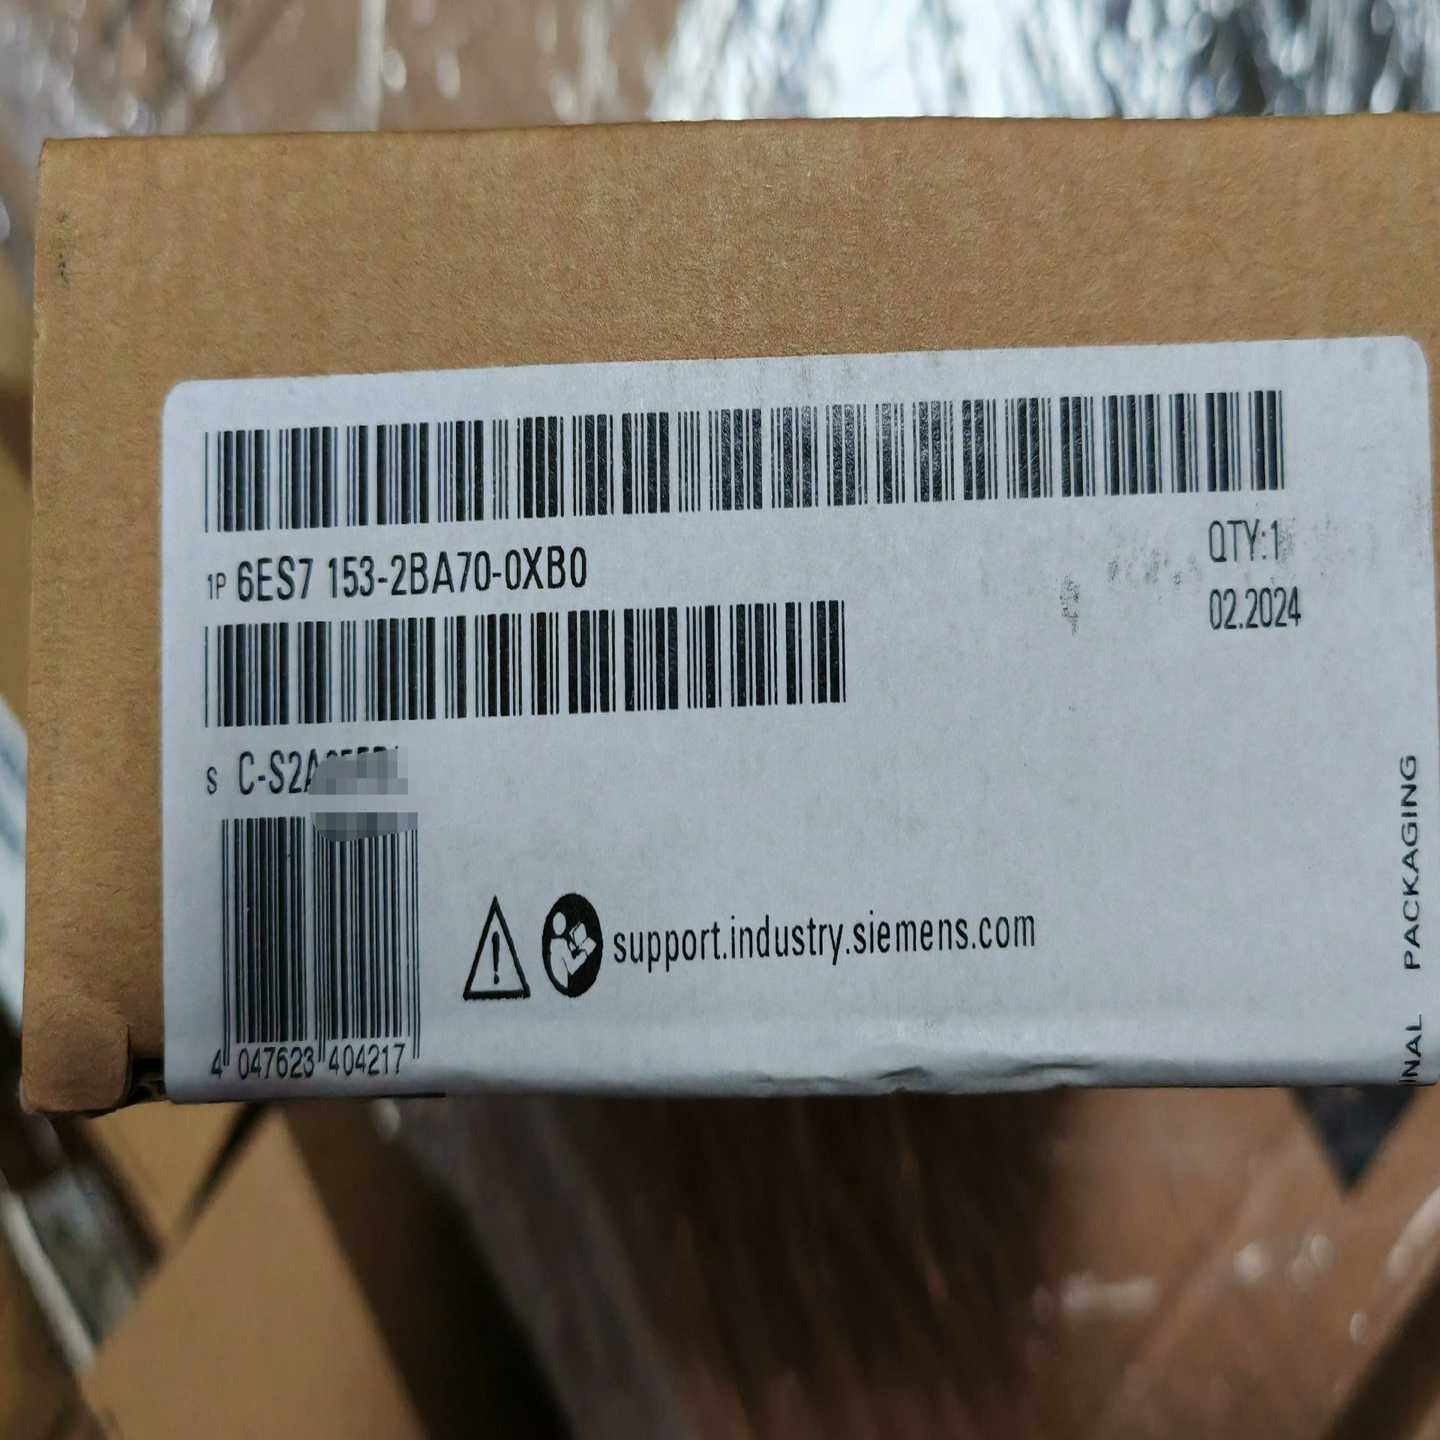 1P 6ES7 153-2BA70-0XB0
QTY:1
02.2024
S C-S2A
support.industry.siemens.com
4 047623 404217
PACKAGING